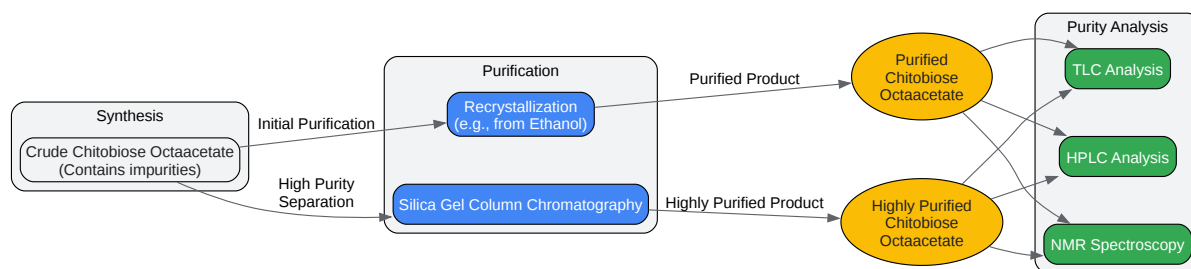 Synthesis
Crude Chitobiose Octaacetate
(Contains impurities)
Initial Purification
High Purity
Separation
Purification
Recrystallization
(e.g., from Ethanol)
Silica Gel Column Chromatography
Purified Product
Highly Purified Product
Purified
Chitobiose
Octaacetate
Highly Purified
Chitobiose
Octaacetate
Purity Analysis
TLC Analysis
HPLC Analysis
NMR Spectroscopy